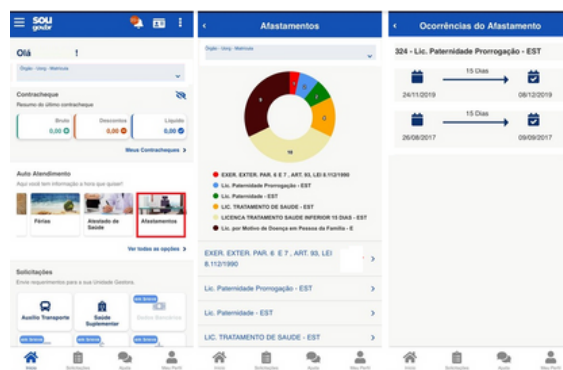 SOU
gov.br
Olá !
Órgão - Uorg - Matrícula
Contracheque
Resumo do último contracheque
Bruto
0,00
Descontos
0,00
Líquido
0,00
Meus Contracheques >
Auto Atendimento
Aqui você tem informação a hora que quiser!
Férias
Atestado de
Saúde
Afastamentos
Ver todas as opções >
Solicitações
Envie requerimentos para a sua Unidade Gestora.
Auxílio Transporte
Saúde
Suplementar
Dados Bancários
Início
Solicitações
Ajuda
Meu Perfil
Afastamentos
Órgão - Uorg - Matrícula
EXER. EXTER. PAR. 6 E 7 , ART. 93, LEI 8.112/1990
Lic. Paternidade Prorrogação - EST
Lic. Paternidade - EST
LIC. TRATAMENTO DE SAUDE - EST
LICENCA TRATAMENTO SAUDE INFERIOR 15 DIAS - EST
Lic. por Motivo de Doença em Pessoa da Família - E
EXER. EXTER. PAR. 6 E 7 , ART. 93, LEI
8.112/1990
Lic. Paternidade Prorrogação - EST
Lic. Paternidade - EST
LIC. TRATAMENTO DE SAUDE - EST
Início
Solicitações
Ajuda
Meu Perfil
Ocorrências do Afastamento
324 - Lic. Paternidade Prorrogação - EST
15 Dias
24/11/2019
08/12/2019
15 Dias
26/08/2017
09/09/2017
Início
Solicitações
Ajuda
Meu Perfil